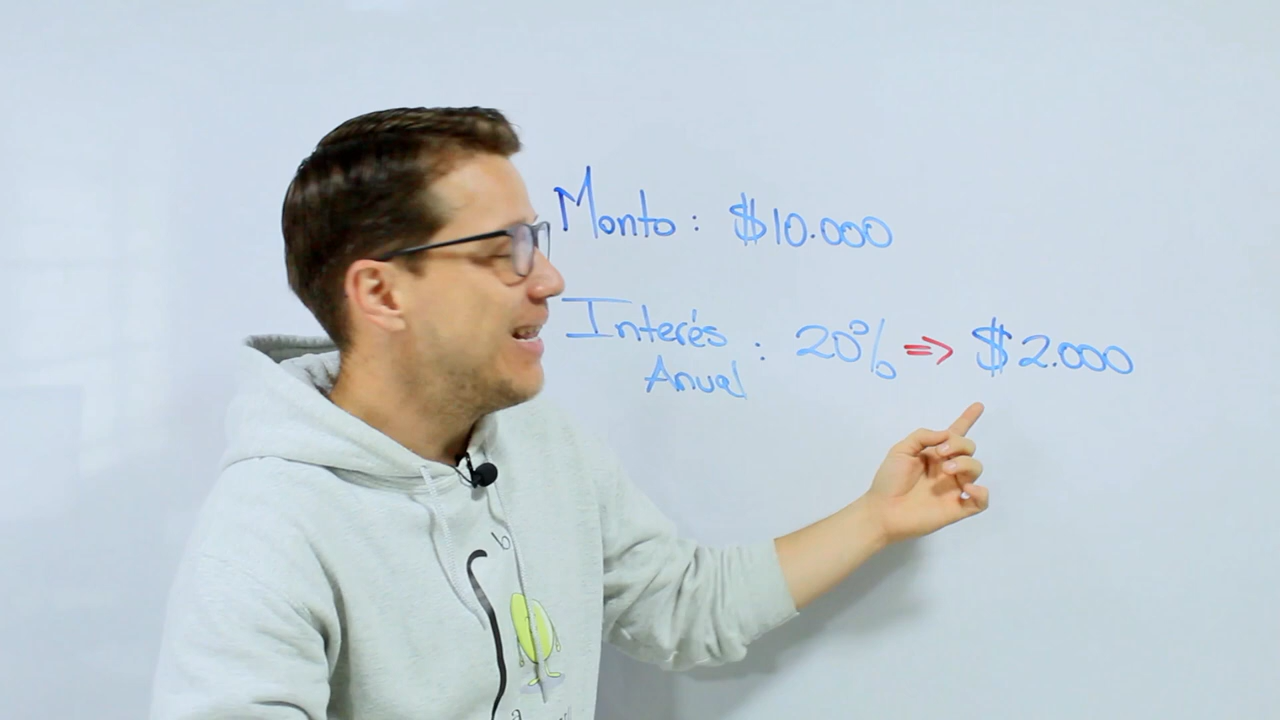 Monto: $10.000
Interés
Anual : 20% ⇒ $2.000
b
a